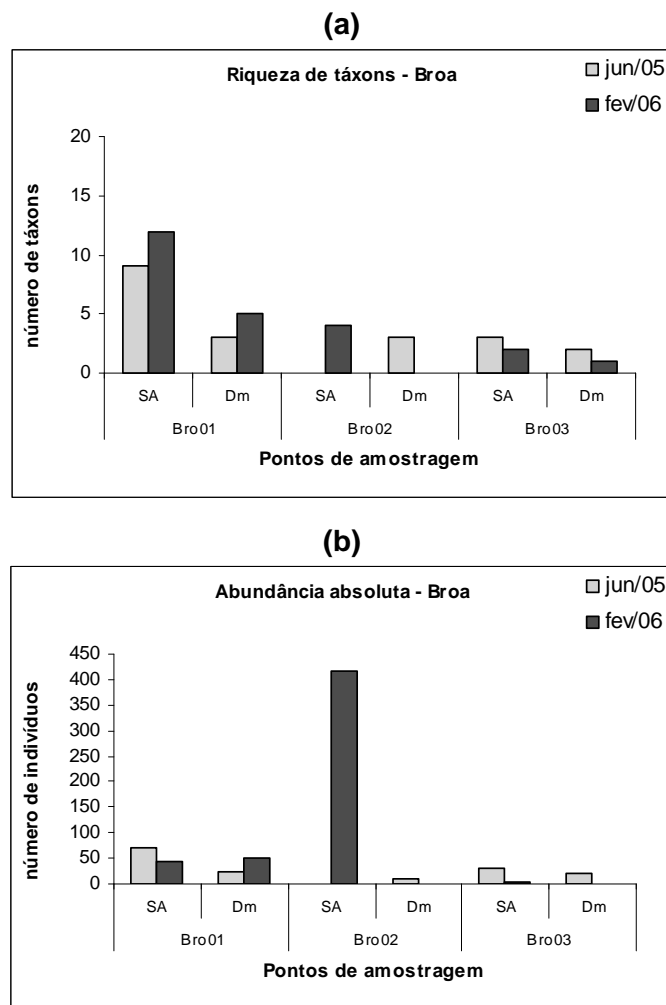 (a)
Riqueza de táxons - Broa
jun/05
fev/06
número de táxons
20
15
10
5
0
SA Dm SA Dm SA Dm
Bro01 Bro02 Bro03
Pontos de amostragem
(b)
Abundância absoluta - Broa
jun/05
fev/06
número de indivíduos
450
400
350
300
250
200
150
100
50
0
SA Dm SA Dm SA Dm
Bro01 Bro02 Bro03
Pontos de amostragem